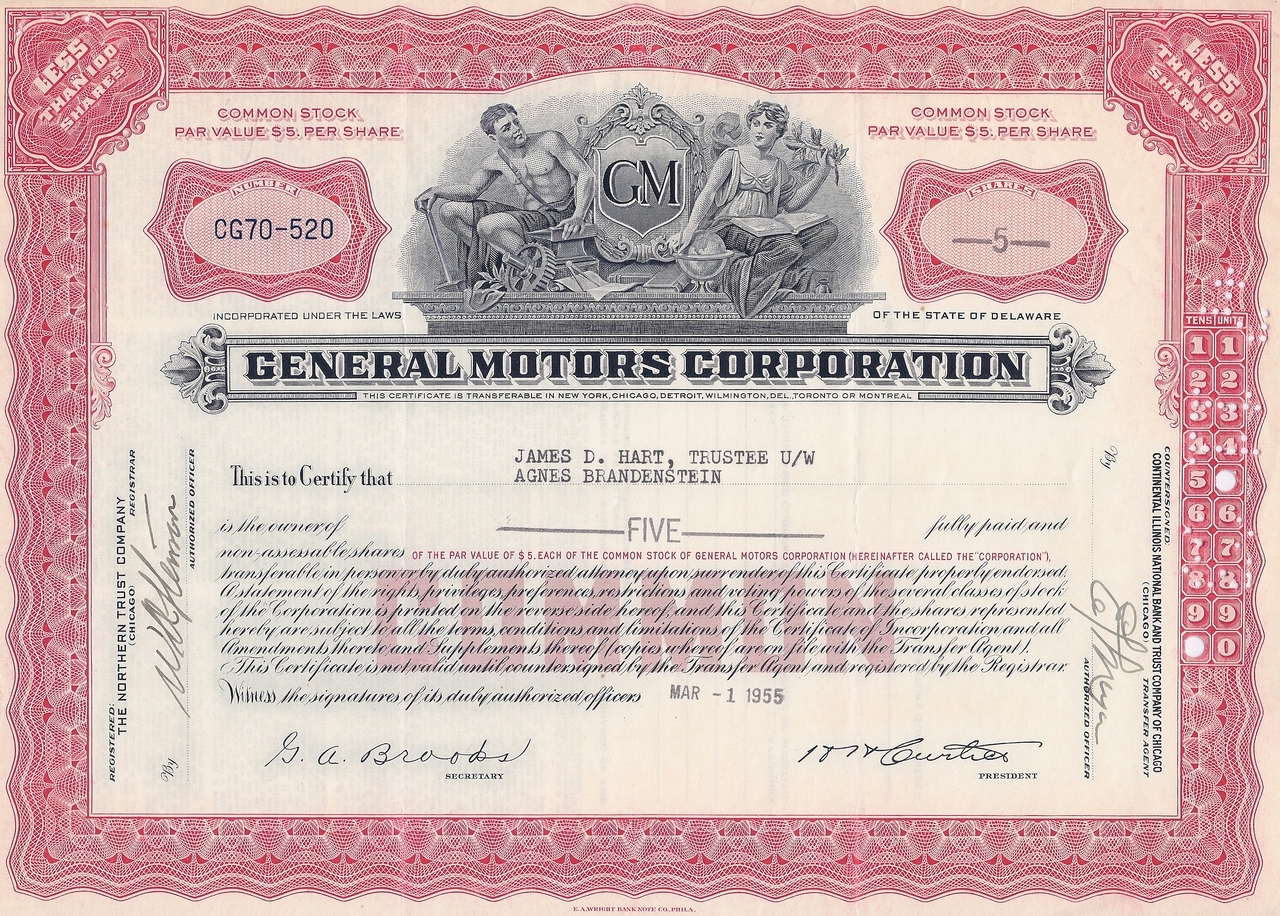 LESS
THAN 100
SHARES
LESS
THAN 100
SHARES
COMMON STOCK
PAR VALUE $5. PER SHARE
COMMON STOCK
PAR VALUE $5. PER SHARE
GM
NUMBER
CG70-520
SHARES
5
INCORPORATED UNDER THE LAWS
OF THE STATE OF DELAWARE
GENERAL MOTORS CORPORATION
THIS CERTIFICATE IS TRANSFERABLE IN NEW YORK, CHICAGO, DETROIT, WILMINGTON, DEL., TORONTO OR MONTREAL
JAMES D. HART, TRUSTEE U/W
This is to Certify that AGNES BRANDENSTEIN
is the owner of FIVE fully paid and
non-assessable shares OF THE PAR VALUE OF $5. EACH OF THE COMMON STOCK OF GENERAL MOTORS CORPORATION (HEREINAFTER CALLED THE "CORPORATION"),
transferable in person or by duly authorized attorney upon surrender of this Certificate properly endorsed.
A statement of the rights, privileges, preferences, restrictions and voting powers of the several classes of stock
of the Corporation is printed on the reverse side hereof, and this Certificate and the shares represented
hereby are subject to all the terms, conditions and limitations of the Certificate of Incorporation and all
Amendments thereto and Supplements thereof (copies whereof are on file with the Transfer Agent).
This Certificate is not valid until countersigned by the Transfer Agent and registered by the Registrar.
COMMON
Witness the signatures of its duly authorized officers MAR - 1 1955
G. A. Brooks
SECRETARY
H H Curtice
PRESIDENT
REGISTERED:
THE NORTHERN TRUST COMPANY
(CHICAGO) REGISTRAR
By
AUTHORIZED OFFICER
COUNTERSIGNED:
CONTINENTAL ILLINOIS NATIONAL BANK AND TRUST COMPANY OF CHICAGO
(CHICAGO) TRANSFER AGENT
By
AUTHORIZED OFFICER
TENS UNITS
1 1
2 2
3 3
4 4
5
6 6
7 7
8 8
9 9
0
E. A. WRIGHT BANK NOTE CO., PHILA.